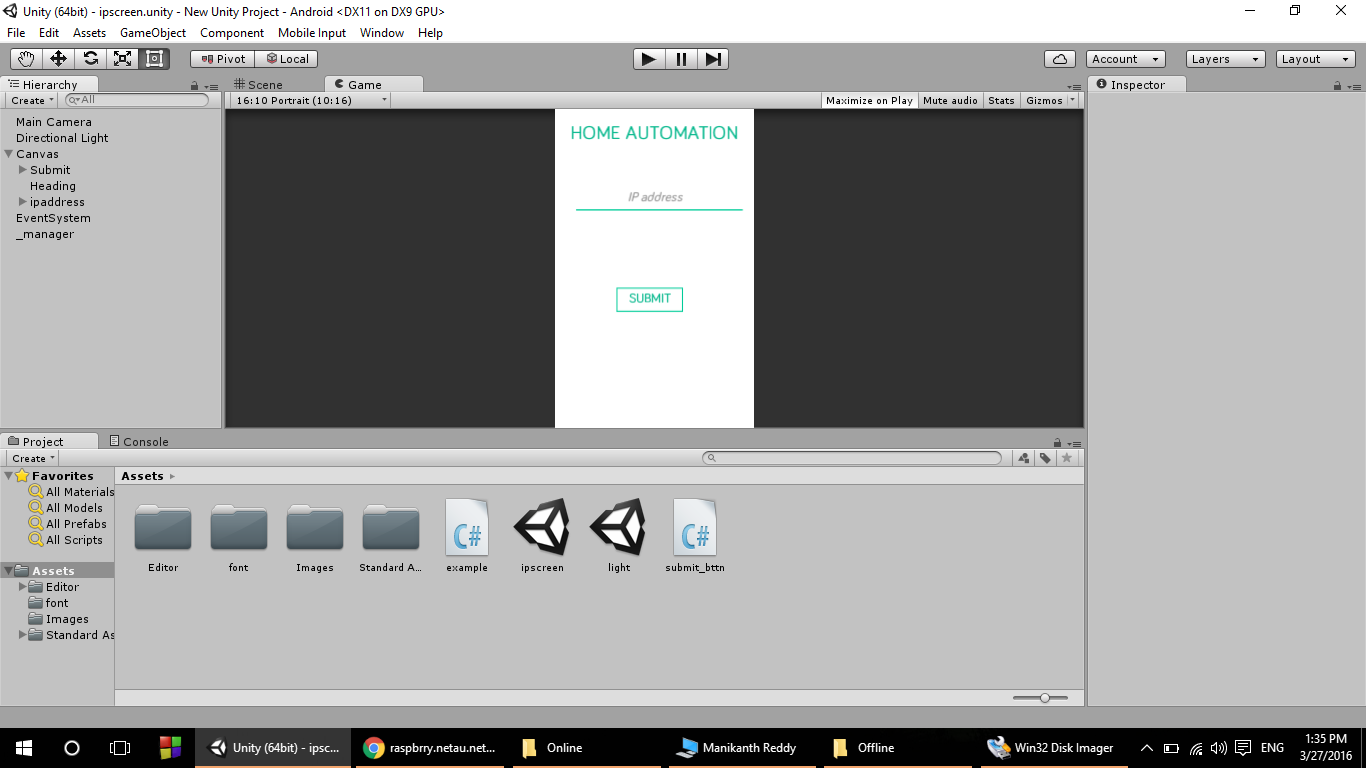 Unity (64bit) - ipscreen.unity - New Unity Project - Android <DX11 on DX9 GPU>
File Edit Assets GameObject Component Mobile Input Window Help
Pivot Local Account Layers Layout
Hierarchy Scene Game Inspector
Create All 16:10 Portrait (10:16) Maximize on Play Mute audio Stats Gizmos
Main Camera
Directional Light
Canvas
Submit
Heading
ipaddress
EventSystem
_manager
HOME AUTOMATION
IP address
SUBMIT
Project Console
Create
Favorites
All Materials
All Models
All Prefabs
All Scripts
Assets
Editor
font
Images
Standard As
Assets
C# C#
Editor font Images Standard A... example ipscreen light submit_bttn
Unity (64bit) - ipsc... raspbrry.netau.net... Online Manikanth Reddy Offline Win32 Disk Imager ENG 1:35 PM
3/27/2016